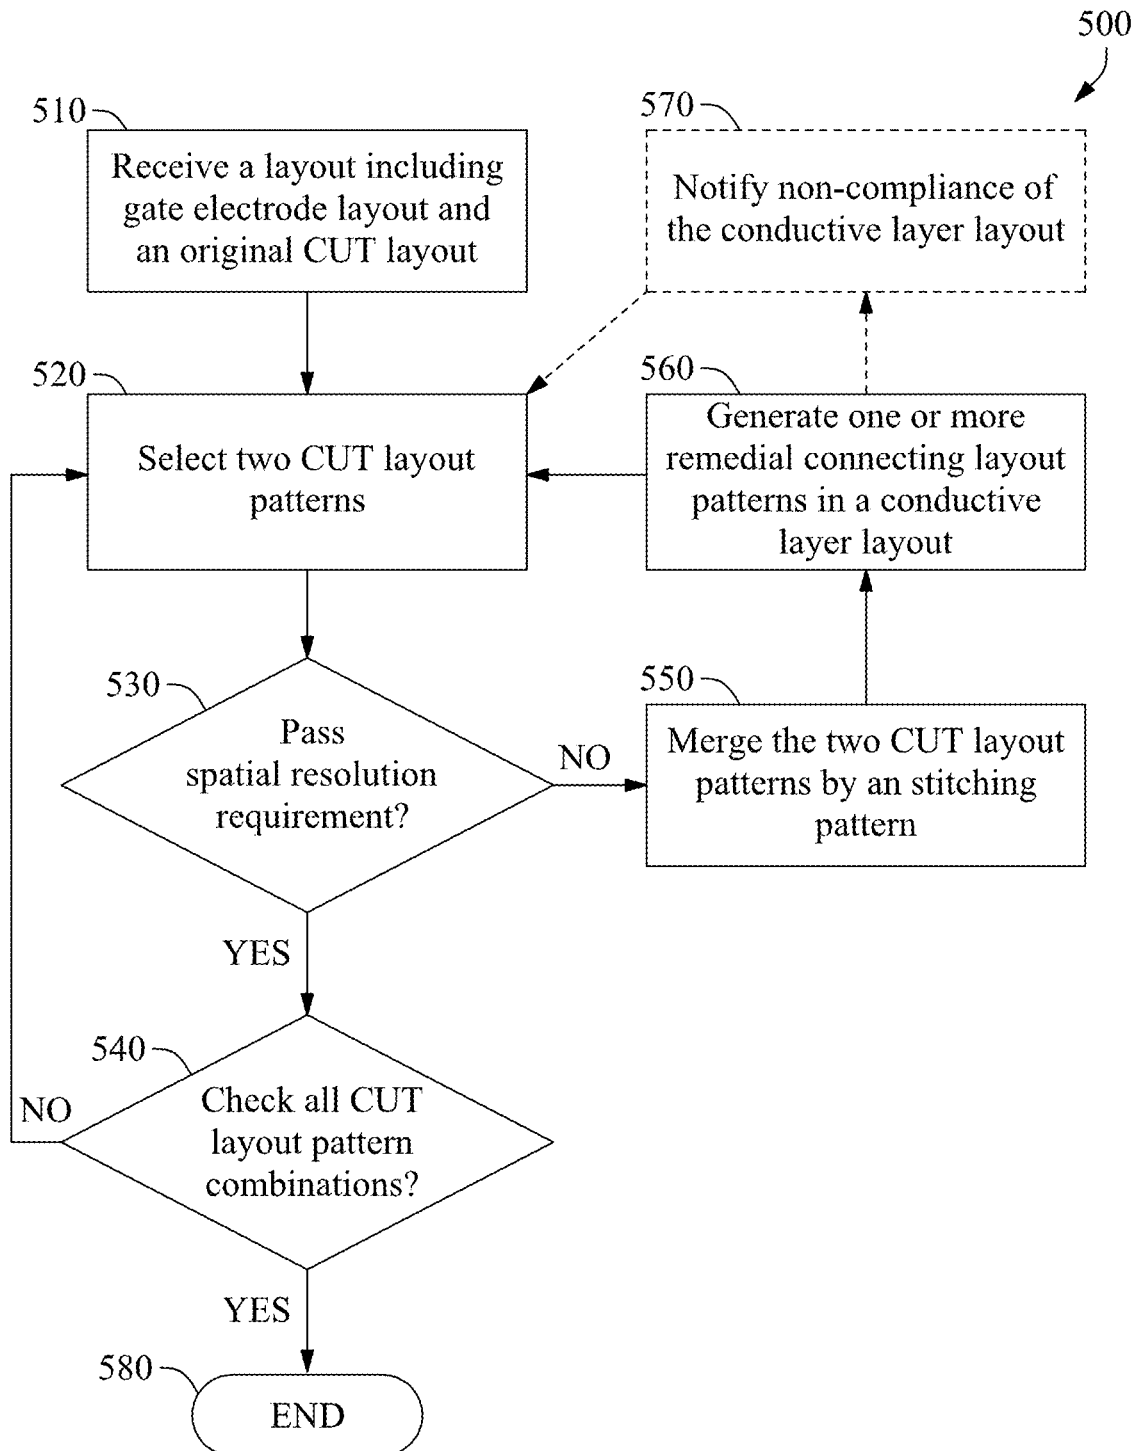 500
510
Receive a layout including
gate electrode layout and
an original CUT layout
570
Notify non-compliance of
the conductive layer layout
520
Select two CUT layout
patterns
560
Generate one or more
remedial connecting layout
patterns in a conductive
layer layout
530
Pass
spatial resolution
requirement?
NO
550
Merge the two CUT layout
patterns by an stitching
pattern
YES
540
Check all CUT
layout pattern
combinations?
NO
YES
580
END